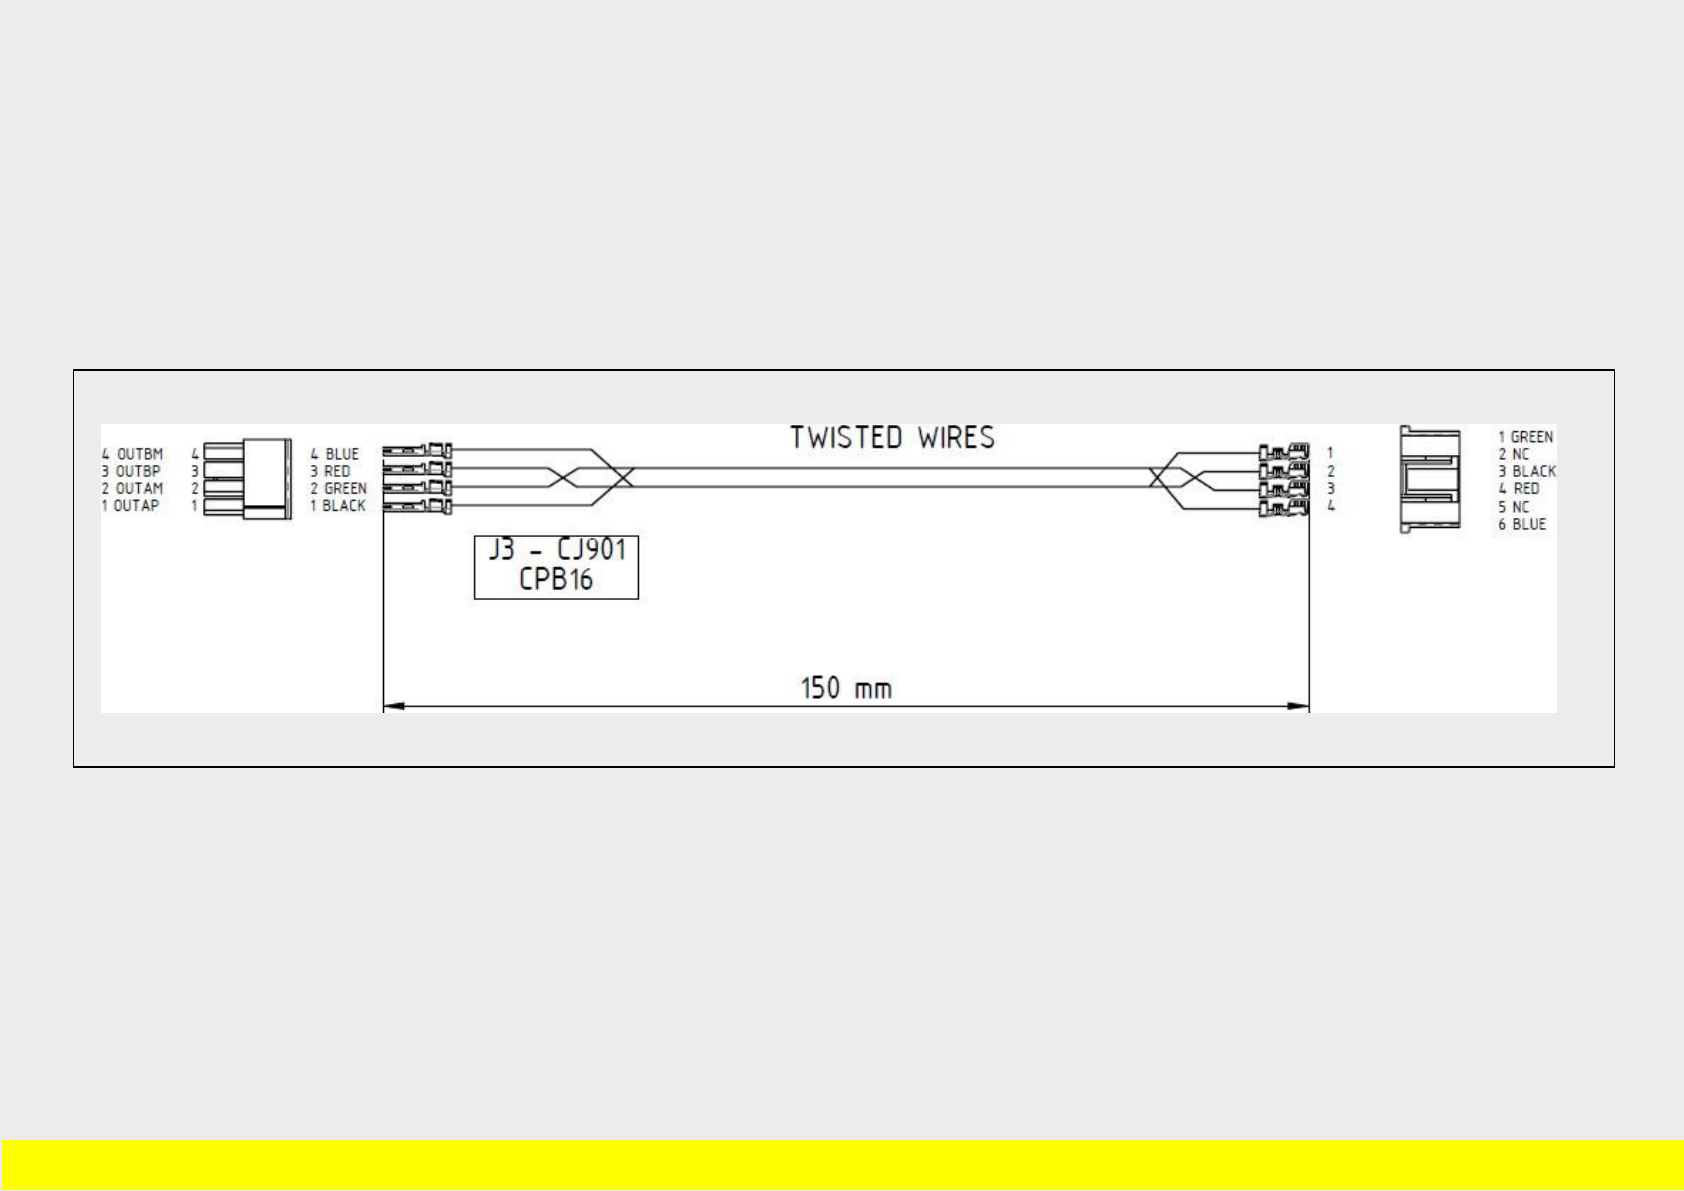 TWISTED WIRES
4 OUTBM 4 4 BLUE
3 OUTBP 3 3 RED
2 OUTAM 2 2 GREEN
1 OUTAP 1 1 BLACK
1
2
3
4
1 GREEN
2 NC
3 BLACK
4 RED
5 NC
6 BLUE
J3 - CJ901
CPB16
150 mm